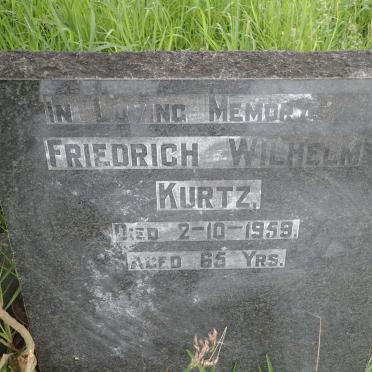 IN LOVING MEMORY
FRIEDRICH WILHELM
KURTZ,
DIED 2-10-1959.
AGED 65 YRS.